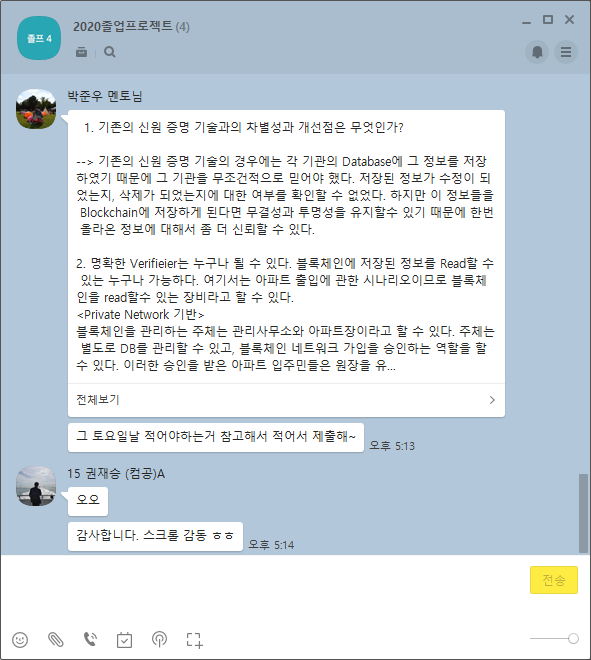 졸프 4
2020졸업프로젝트 (4)
박준우 멘토님
1. 기존의 신원 증명 기술과의 차별성과 개선점은 무엇인가?
--> 기존의 신원 증명 기술의 경우에는 각 기관의 Database에 그 정보를 저장
하였기 때문에 그 기관을 무조건적으로 믿어야 했다. 저장된 정보가 수정이 되
었는지, 삭제가 되었는지에 대한 여부를 확인할 수 없었다. 하지만 이 정보들을
Blockchain에 저장하게 된다면 무결성과 투명성을 유지할수 있기 때문에 한번
올라온 정보에 대해서 좀 더 신뢰할 수 있다.
2. 명확한 Verifieier는 누구나 될 수 있다. 블록체인에 저장된 정보를 Read할 수
있는 누구나 가능하다. 여기서는 아파트 출입에 관한 시나리오이므로 블록체
인을 read할수 있는 장비라고 할 수 있다.
<Private Network 기반>
블록체인을 관리하는 주체는 관리사무소와 아파트장이라고 할 수 있다. 주체는
별도로 DB를 관리할 수 있고, 블록체인 네트워크 가입을 승인하는 역할을 할
수 있다. 이러한 승인을 받은 아파트 입주민들은 원장을 유...
전체보기
그 토요일날 적어야하는거 참고해서 적어서 제출해~
오후 5:13
15 권재승 (컴공)A
오오
감사합니다. 스크롤 감동 ㅎㅎ
오후 5:14
전송